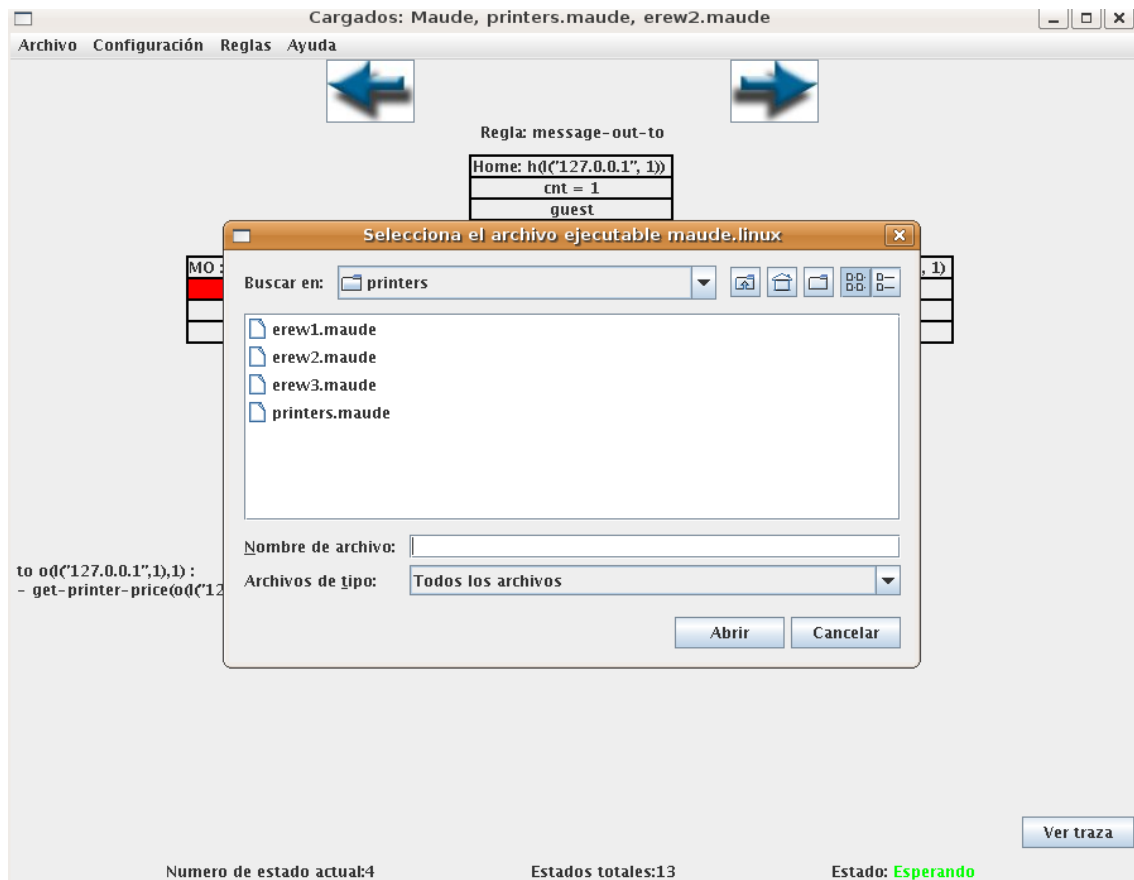 Cargados: Maude, printers.maude, erew2.maude
Archivo Configuración Reglas Ayuda
Regla: message-out-to
Home: h(l("127.0.0.1", 1))
cnt = 1
guest
Selecciona el archivo ejecutable maude.linux
MO :
, 1)
Buscar en: printers
erew1.maude
erew2.maude
erew3.maude
printers.maude
Nombre de archivo:
Archivos de tipo: Todos los archivos
to o(l("127.0.0.1",1),1) :
- get-printer-price(o(l("12
Abrir Cancelar
Ver traza
Numero de estado actual:4 Estados totales:13 Estado: Esperando